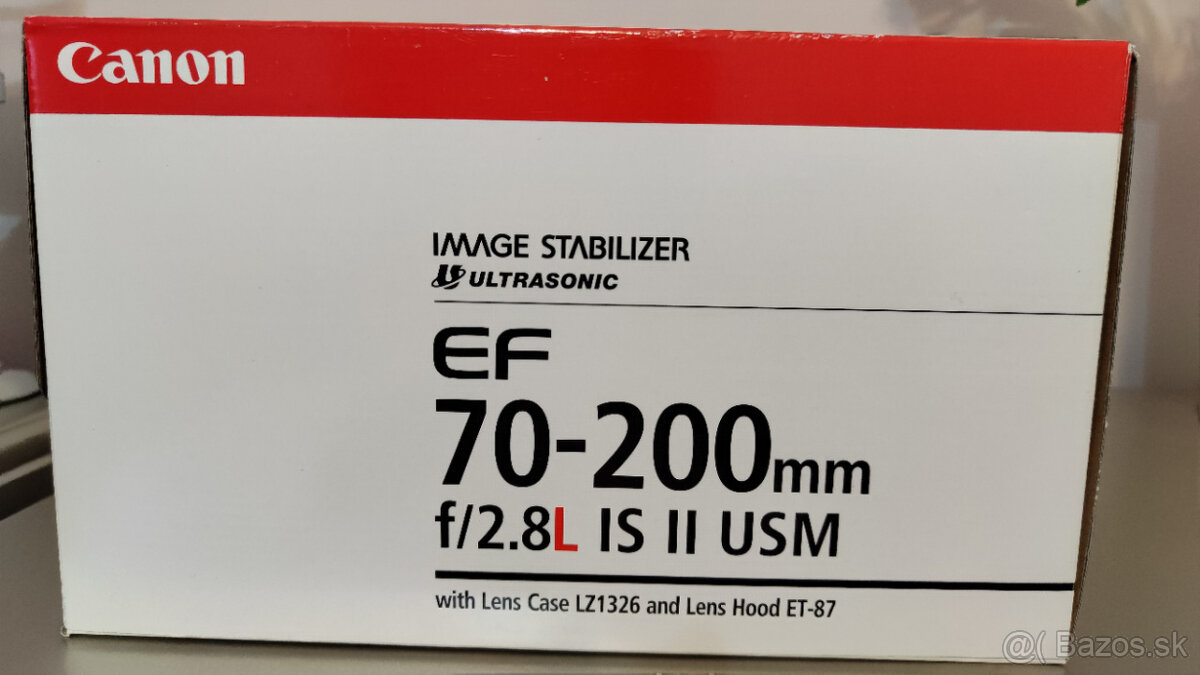 Canon
IMAGE STABILIZER
ULTRASONIC
EF
70-200mm
f/2.8L IS II USM
with Lens Case LZ1326 and Lens Hood ET-87
@( Bazos.sk